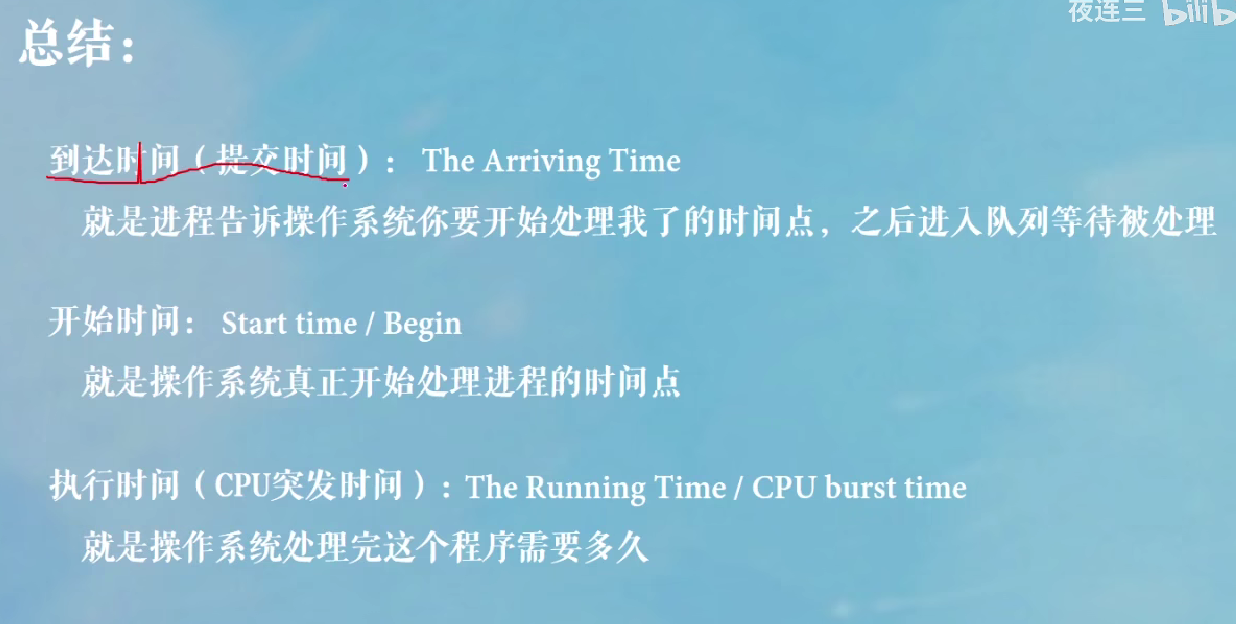 夜连三 bilib
总结：
到达时间（提交时间）： The Arriving Time
就是进程告诉操作系统你要开始处理我了的时间点，之后进入队列等待被处理
开始时间： Start time / Begin
就是操作系统真正开始处理进程的时间点
执行时间（CPU突发时间）：The Running Time / CPU burst time
就是操作系统处理完这个程序需要多久